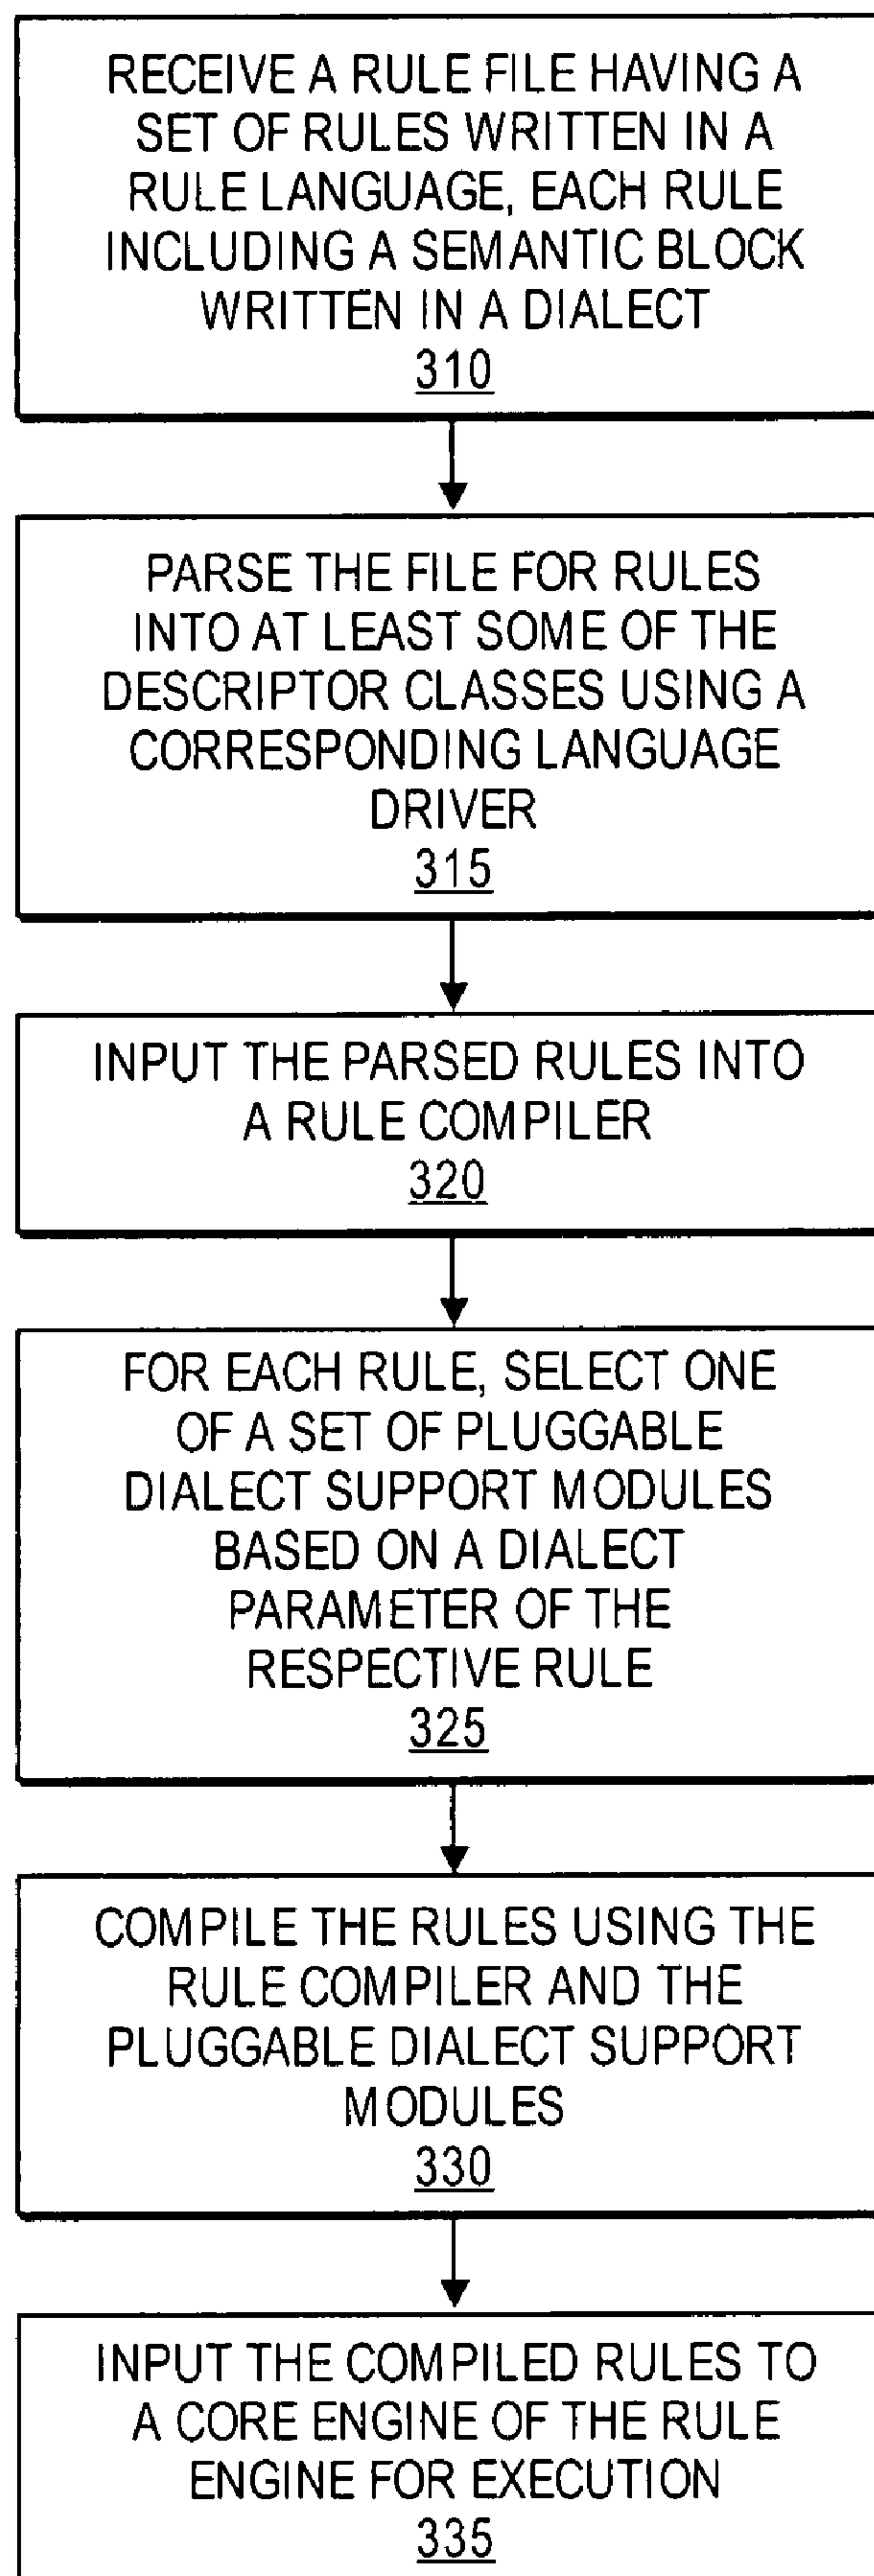 RECEIVE A RULE FILE HAVING A
SET OF RULES WRITTEN IN A
RULE LANGUAGE, EACH RULE
INCLUDING A SEMANTIC BLOCK
WRITTEN IN A DIALECT
310
PARSE THE FILE FOR RULES
INTO AT LEAST SOME OF THE
DESCRIPTOR CLASSES USING A
CORRESPONDING LANGUAGE
DRIVER
315
INPUT THE PARSED RULES INTO
A RULE COMPILER
320
FOR EACH RULE, SELECT ONE
OF A SET OF PLUGGABLE
DIALECT SUPPORT MODULES
BASED ON A DIALECT
PARAMETER OF THE
RESPECTIVE RULE
325
COMPILE THE RULES USING THE
RULE COMPILER AND THE
PLUGGABLE DIALECT SUPPORT
MODULES
330
INPUT THE COMPILED RULES TO
A CORE ENGINE OF THE RULE
ENGINE FOR EXECUTION
335